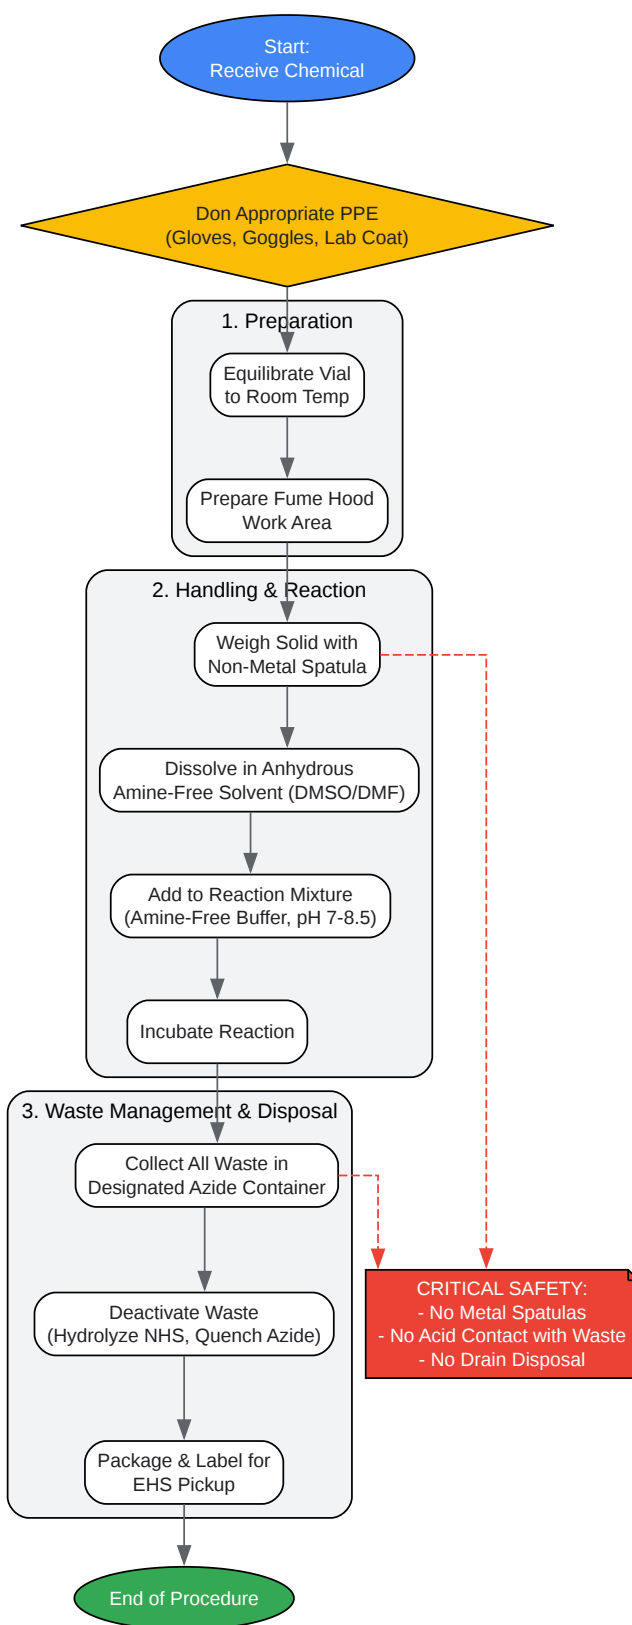 Start:
Receive Chemical
Don Appropriate PPE
(Gloves, Goggles, Lab Coat)
1. Preparation
Equilibrate Vial
to Room Temp
Prepare Fume Hood
Work Area
2. Handling & Reaction
Weigh Solid with
Non-Metal Spatula
Dissolve in Anhydrous
Amine-Free Solvent (DMSO/DMF)
Add to Reaction Mixture
(Amine-Free Buffer, pH 7-8.5)
Incubate Reaction
3. Waste Management & Disposal
Collect All Waste in
Designated Azide Container
CRITICAL SAFETY:
- No Metal Spatulas
- No Acid Contact with Waste
- No Drain Disposal
Deactivate Waste
(Hydrolyze NHS, Quench Azide)
Package & Label for
EHS Pickup
End of Procedure